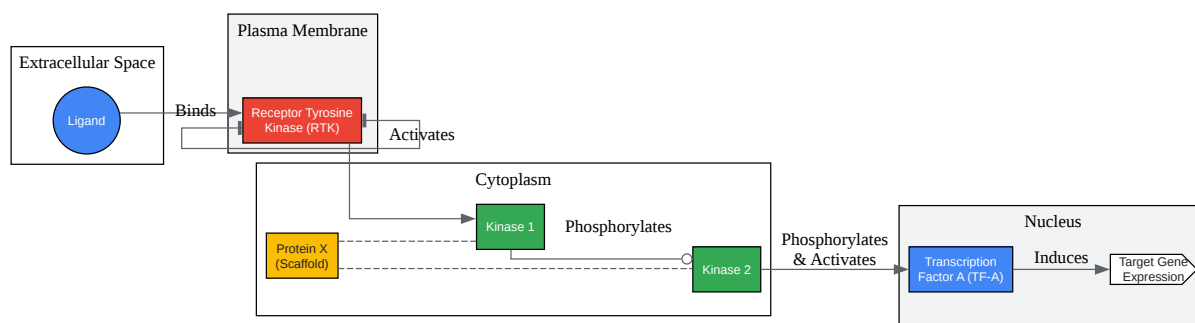 Plasma Membrane
Extracellular Space
Ligand
Binds
Receptor Tyrosine
Kinase (RTK)
Activates
Cytoplasm
Kinase 1
Phosphorylates
Protein X
(Scaffold)
Kinase 2
Phosphorylates
& Activates
Nucleus
Transcription
Factor A (TF-A)
Induces
Target Gene
Expression